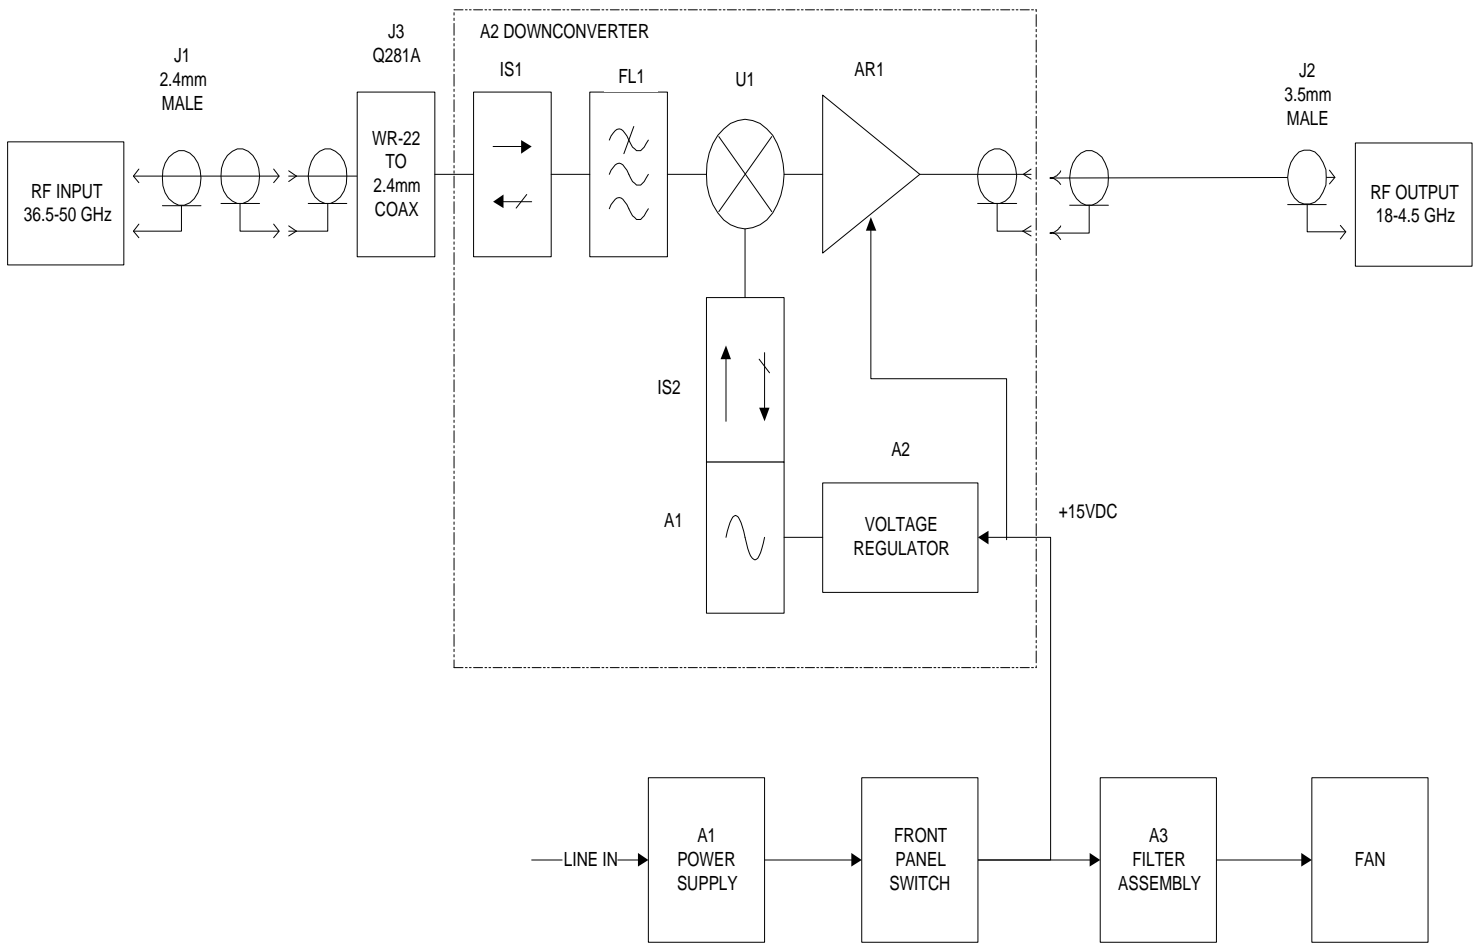 A2 DOWNCONVERTER
J1
2.4mm
MALE
J3
Q281A
IS1
FL1
U1
AR1
J2
3.5mm
MALE
RF INPUT
36.5-50 GHz
WR-22
TO
2.4mm
COAX
RF OUTPUT
18-4.5 GHz
IS2
A1
A2
VOLTAGE
REGULATOR
+15VDC
LINE IN
A1
POWER
SUPPLY
FRONT
PANEL
SWITCH
A3
FILTER
ASSEMBLY
FAN